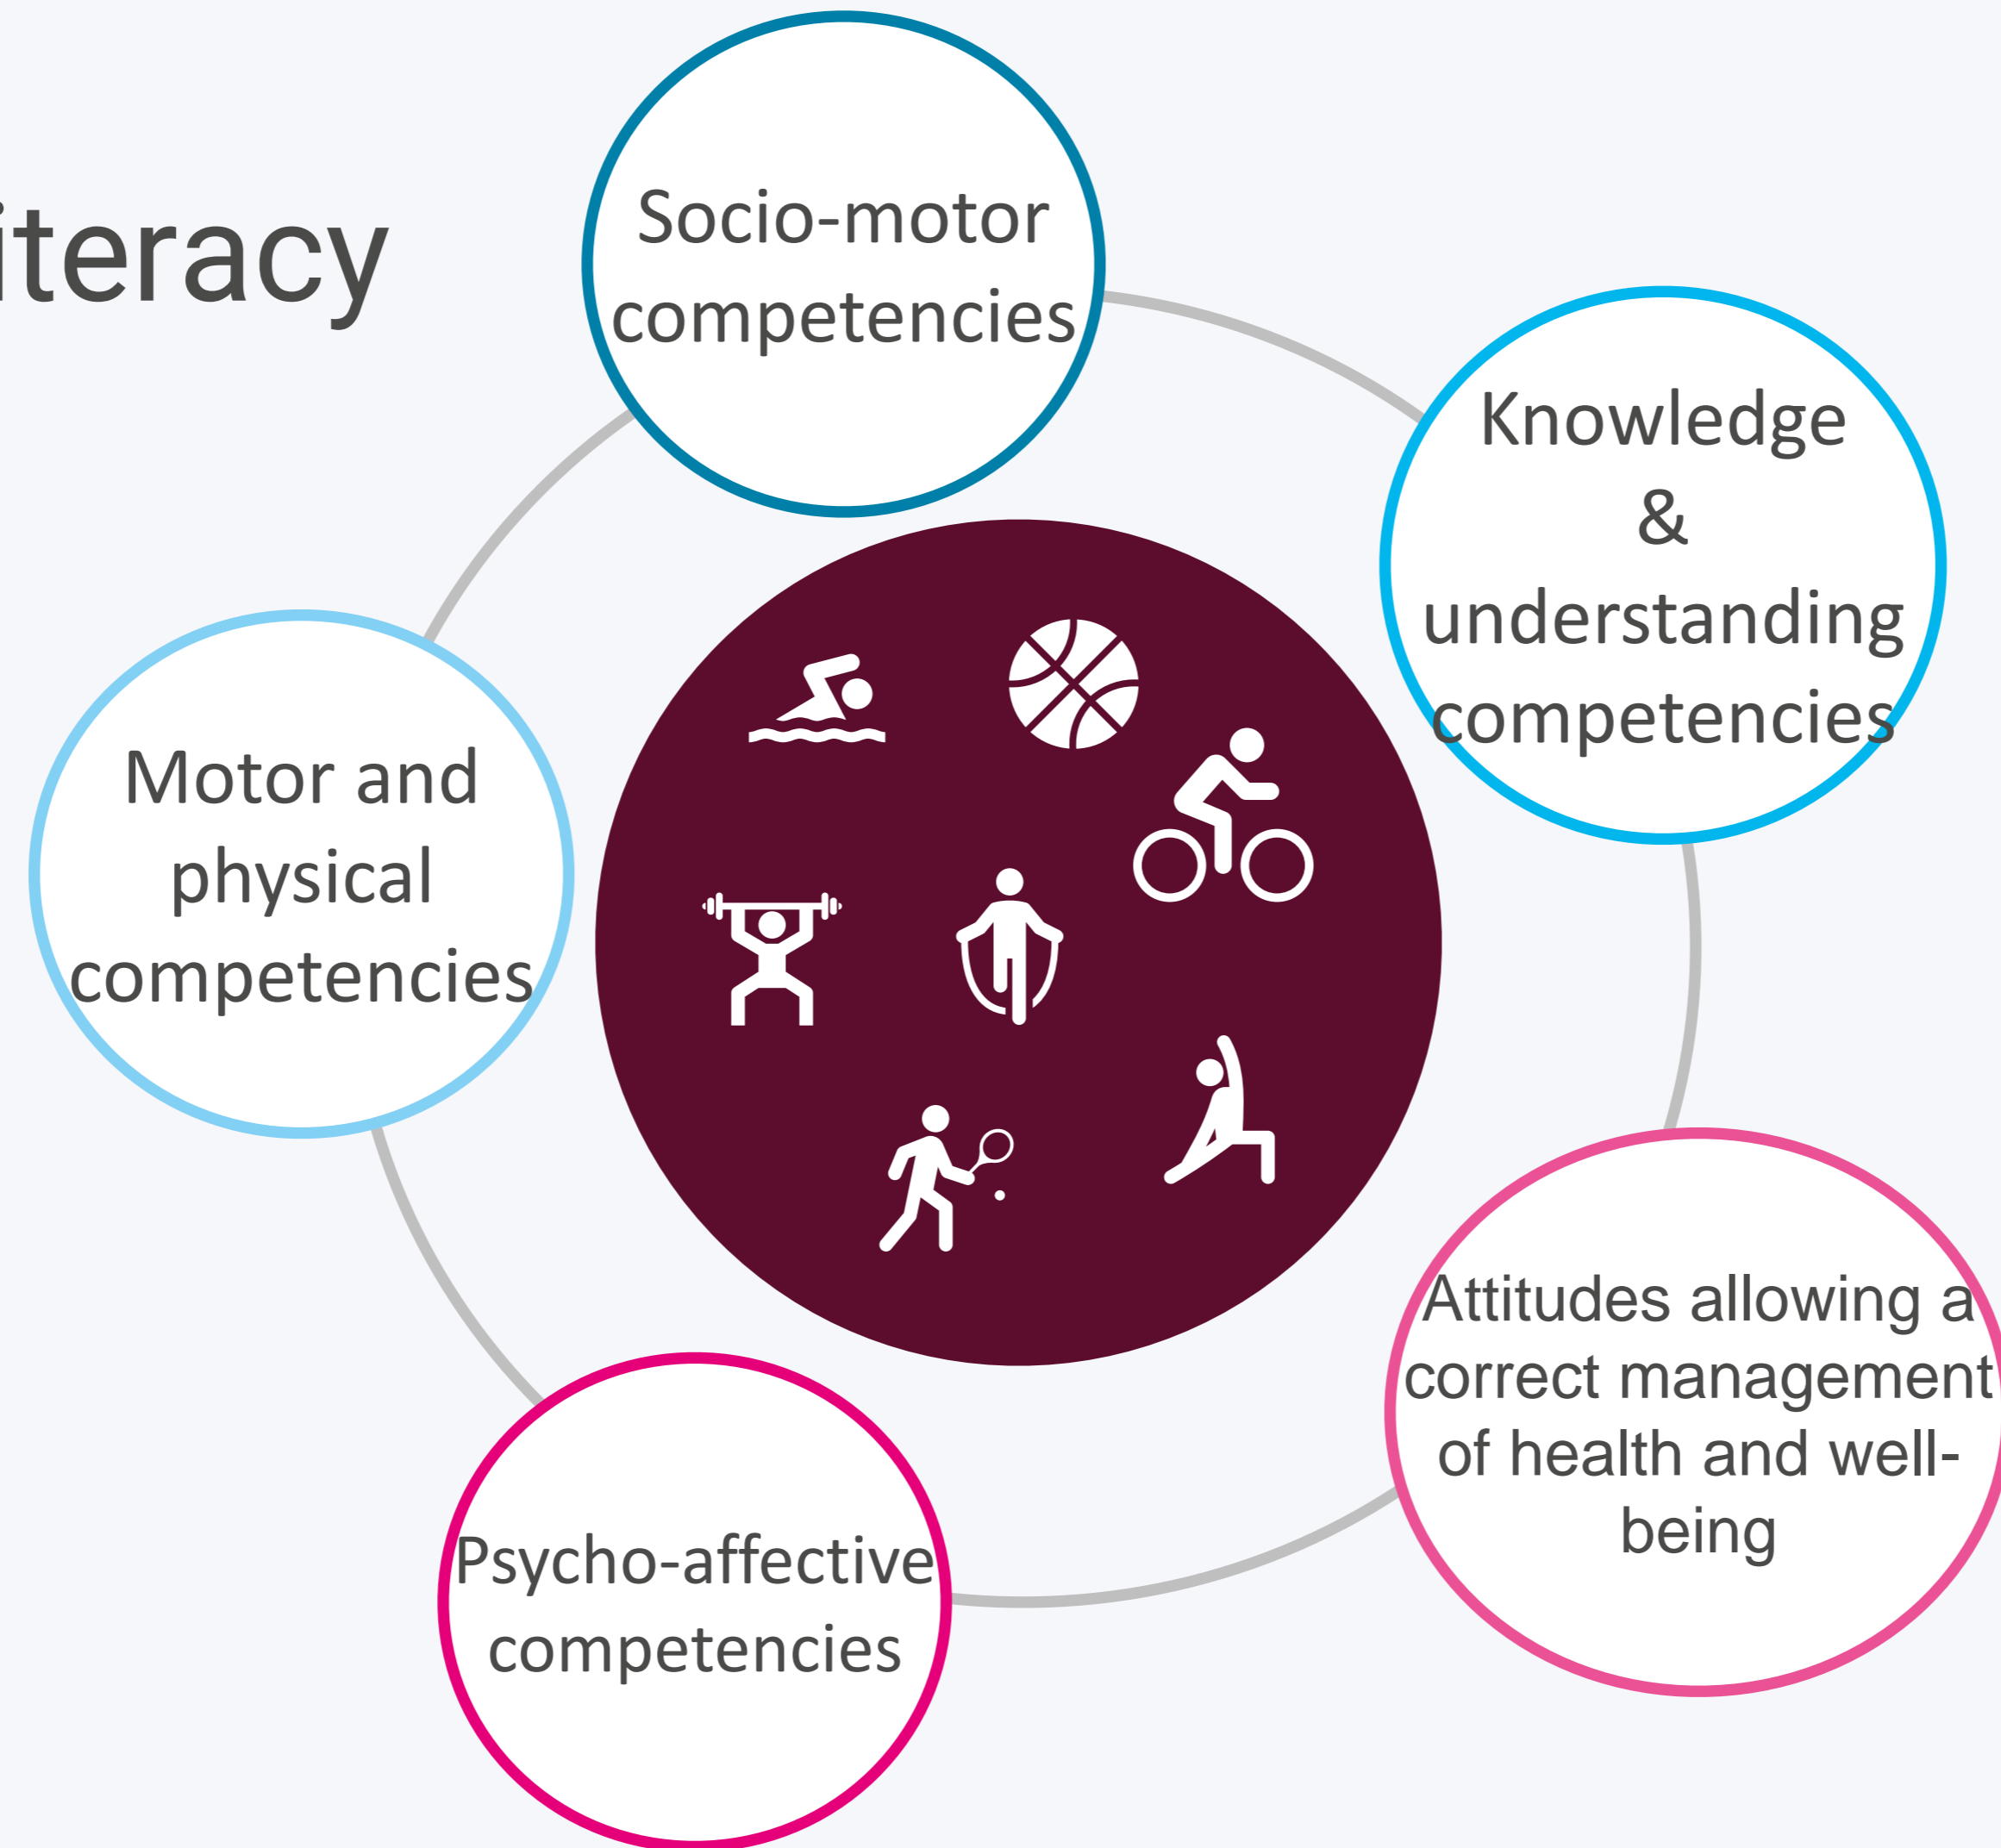 iteracy
Socio-motor
competencies
Knowledge
&
understanding
competencies
Motor and
physical
competencies
Attitudes allowing a
correct management
of health and well-
being
Psycho-affective
competencies